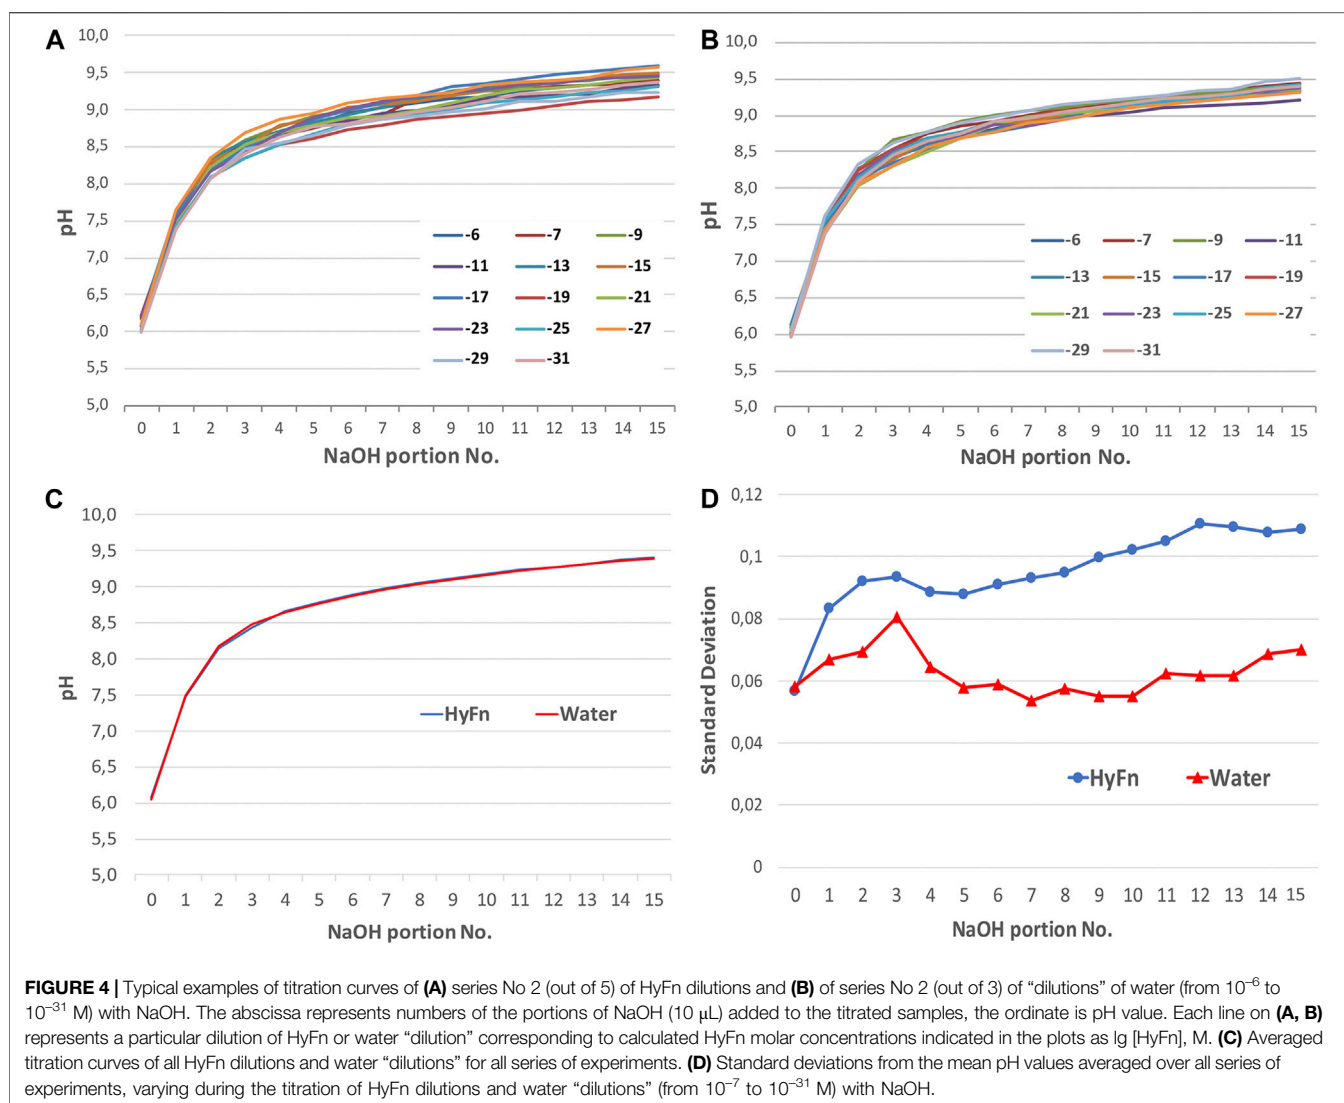 A
10,0
9,5
9,0
8,5
8,0
7,5
7,0
6,5
6,0
5,5
5,0
pH
-6 -7 -9
-11 -13 -15
-17 -19 -21
-23 -25 -27
-29 -31
0 1 2 3 4 5 6 7 8 9 10 11 12 13 14 15
NaOH portion No.
B
10,0
9,5
9,0
8,5
8,0
7,5
7,0
6,5
6,0
5,5
5,0
pH
-6 -7 -9 -11
-13 -15 -17 -19
-21 -23 -25 -27
-29 -31
0 1 2 3 4 5 6 7 8 9 10 11 12 13 14 15
NaOH portion No.
C
10,0
9,5
9,0
8,5
8,0
7,5
7,0
6,5
6,0
5,5
5,0
pH
HyFn Water
0 1 2 3 4 5 6 7 8 9 10 11 12 13 14 15
NaOH portion No.
D
0,12
0,1
0,08
0,06
0,04
0,02
0
Standard Deviation
HyFn Water
0 1 2 3 4 5 6 7 8 9 10 11 12 13 14 15
NaOH portion No.
FIGURE 4 | Typical examples of titration curves of (A) series No 2 (out of 5) of HyFn dilutions and (B) of series No 2 (out of 3) of “dilutions” of water (from 10⁻⁶ to
10⁻³¹ M) with NaOH. The abscissa represents numbers of the portions of NaOH (10 μL) added to the titrated samples, the ordinate is pH value. Each line on (A, B)
represents a particular dilution of HyFn or water “dilution” corresponding to calculated HyFn molar concentrations indicated in the plots as lg [HyFn], M. (C) Averaged
titration curves of all HyFn dilutions and water “dilutions” for all series of experiments. (D) Standard deviations from the mean pH values averaged over all series of
experiments, varying during the titration of HyFn dilutions and water “dilutions” (from 10⁻⁷ to 10⁻³¹ M) with NaOH.